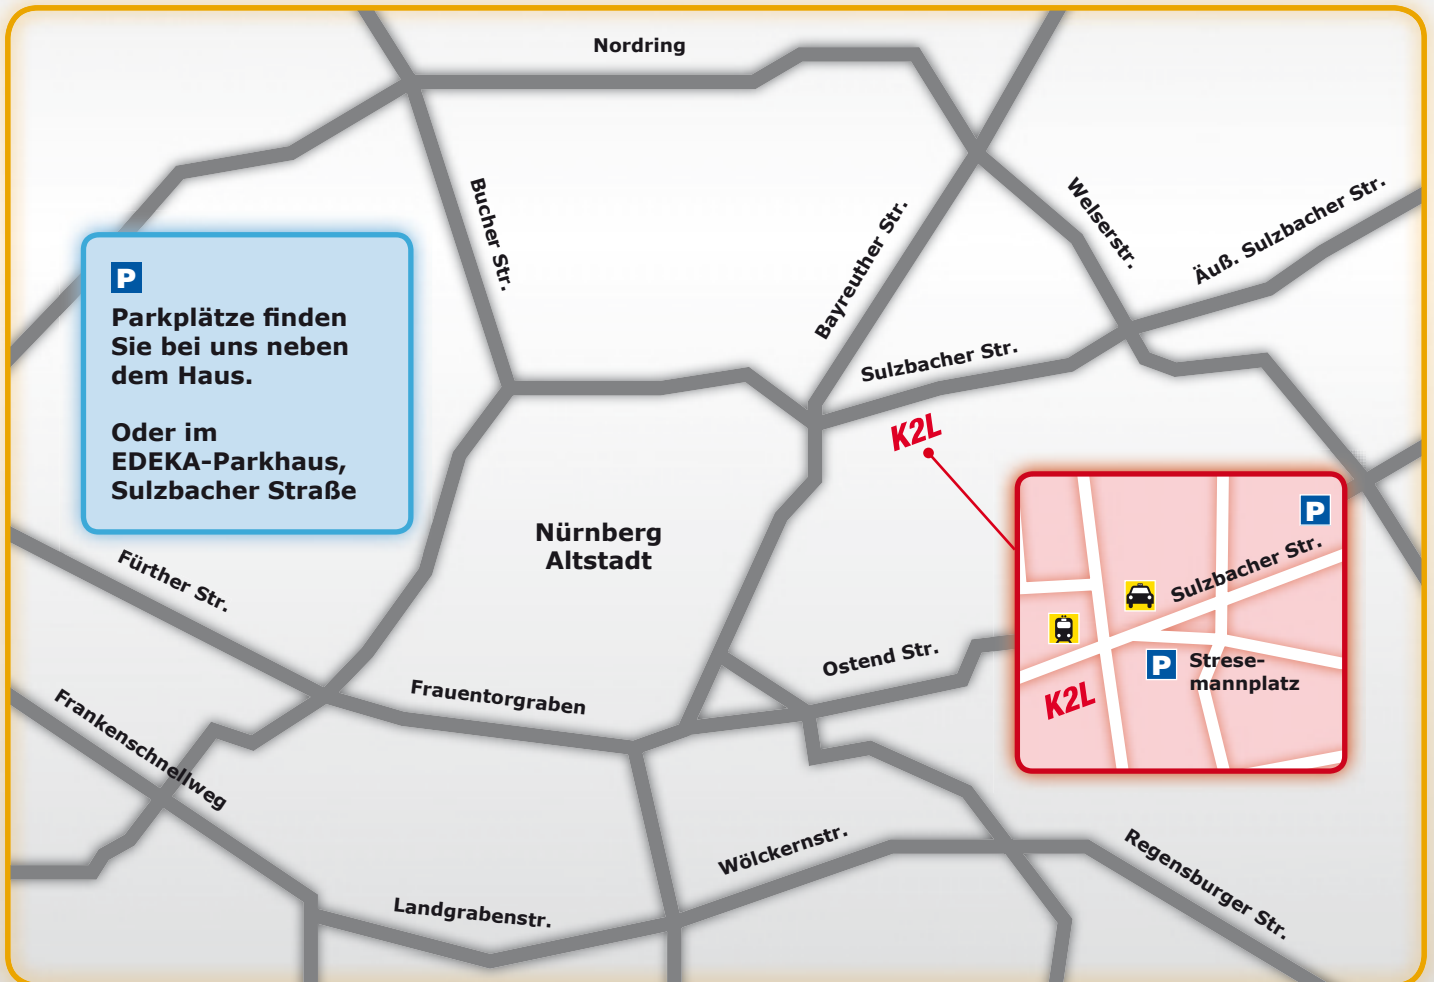 Nordring
Bucher Str.
Bayreuther Str.
Welserstr.
Äuß. Sulzbacher Str.
Sulzbacher Str.
P
Parkplätze finden
Sie bei uns neben
dem Haus.
Oder im
EDEKA-Parkhaus,
Sulzbacher Straße
K2L
Nürnberg
Altstadt
P
Sulzbacher Str.
P
Strese-
mannplatz
K2L
Fürther Str.
Ostend Str.
Frauentorgraben
Frankenschnellweg
Wölckernstr.
Regensburger Str.
Landgrabenstr.